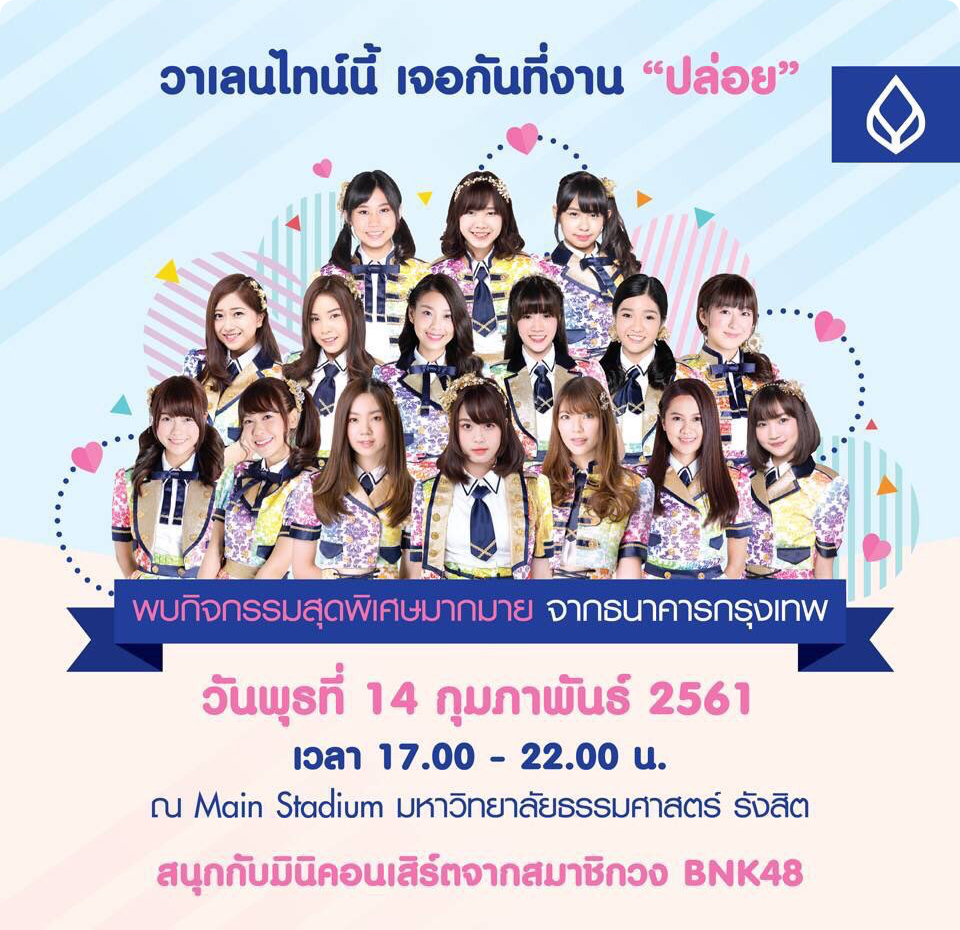 วาเลนไทน์นี้ เจอกันที่งาน “ปล่อย”
พบกิจกรรมสุดพิเศษมากมาย จากธนาคารกรุงเทพ
วันพุธที่ 14 กุมภาพันธ์ 2561
เวลา 17.00 - 22.00 น.
ณ Main Stadium มหาวิทยาลัยธรรมศาสตร์ รังสิต
สนุกกับมินิคอนเสิร์ตจากสมาชิกวง BNK48